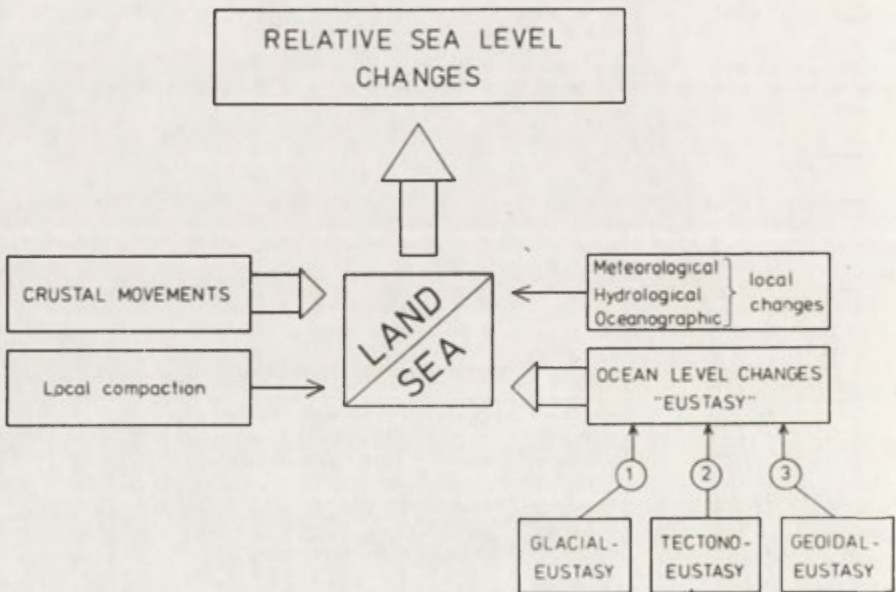 RELATIVE SEA LEVEL
CHANGES
CRUSTAL MOVEMENTS
Local compaction
LAND
SEA
Meteorological
Hydrological
Oceanographic
local
changes
OCEAN LEVEL CHANGES
"EUSTASY"
1
2
3
GLACIAL-
EUSTASY
TECTONO-
EUSTASY
GEOIDAL-
EUSTASY